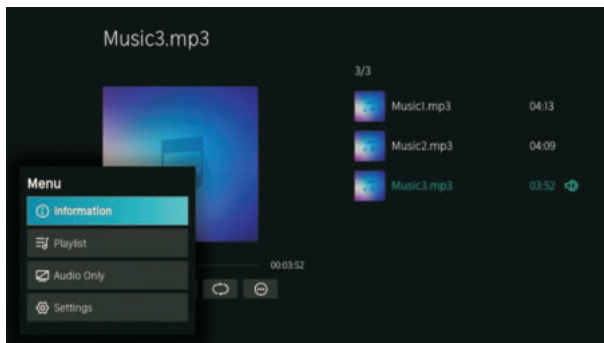 Music3.mp3
3/3
Music1.mp3 04:13
Music2.mp3 04:09
Music3.mp3 03:52
Menu
Information
Playlist
Audio Only
Settings
00:03:52